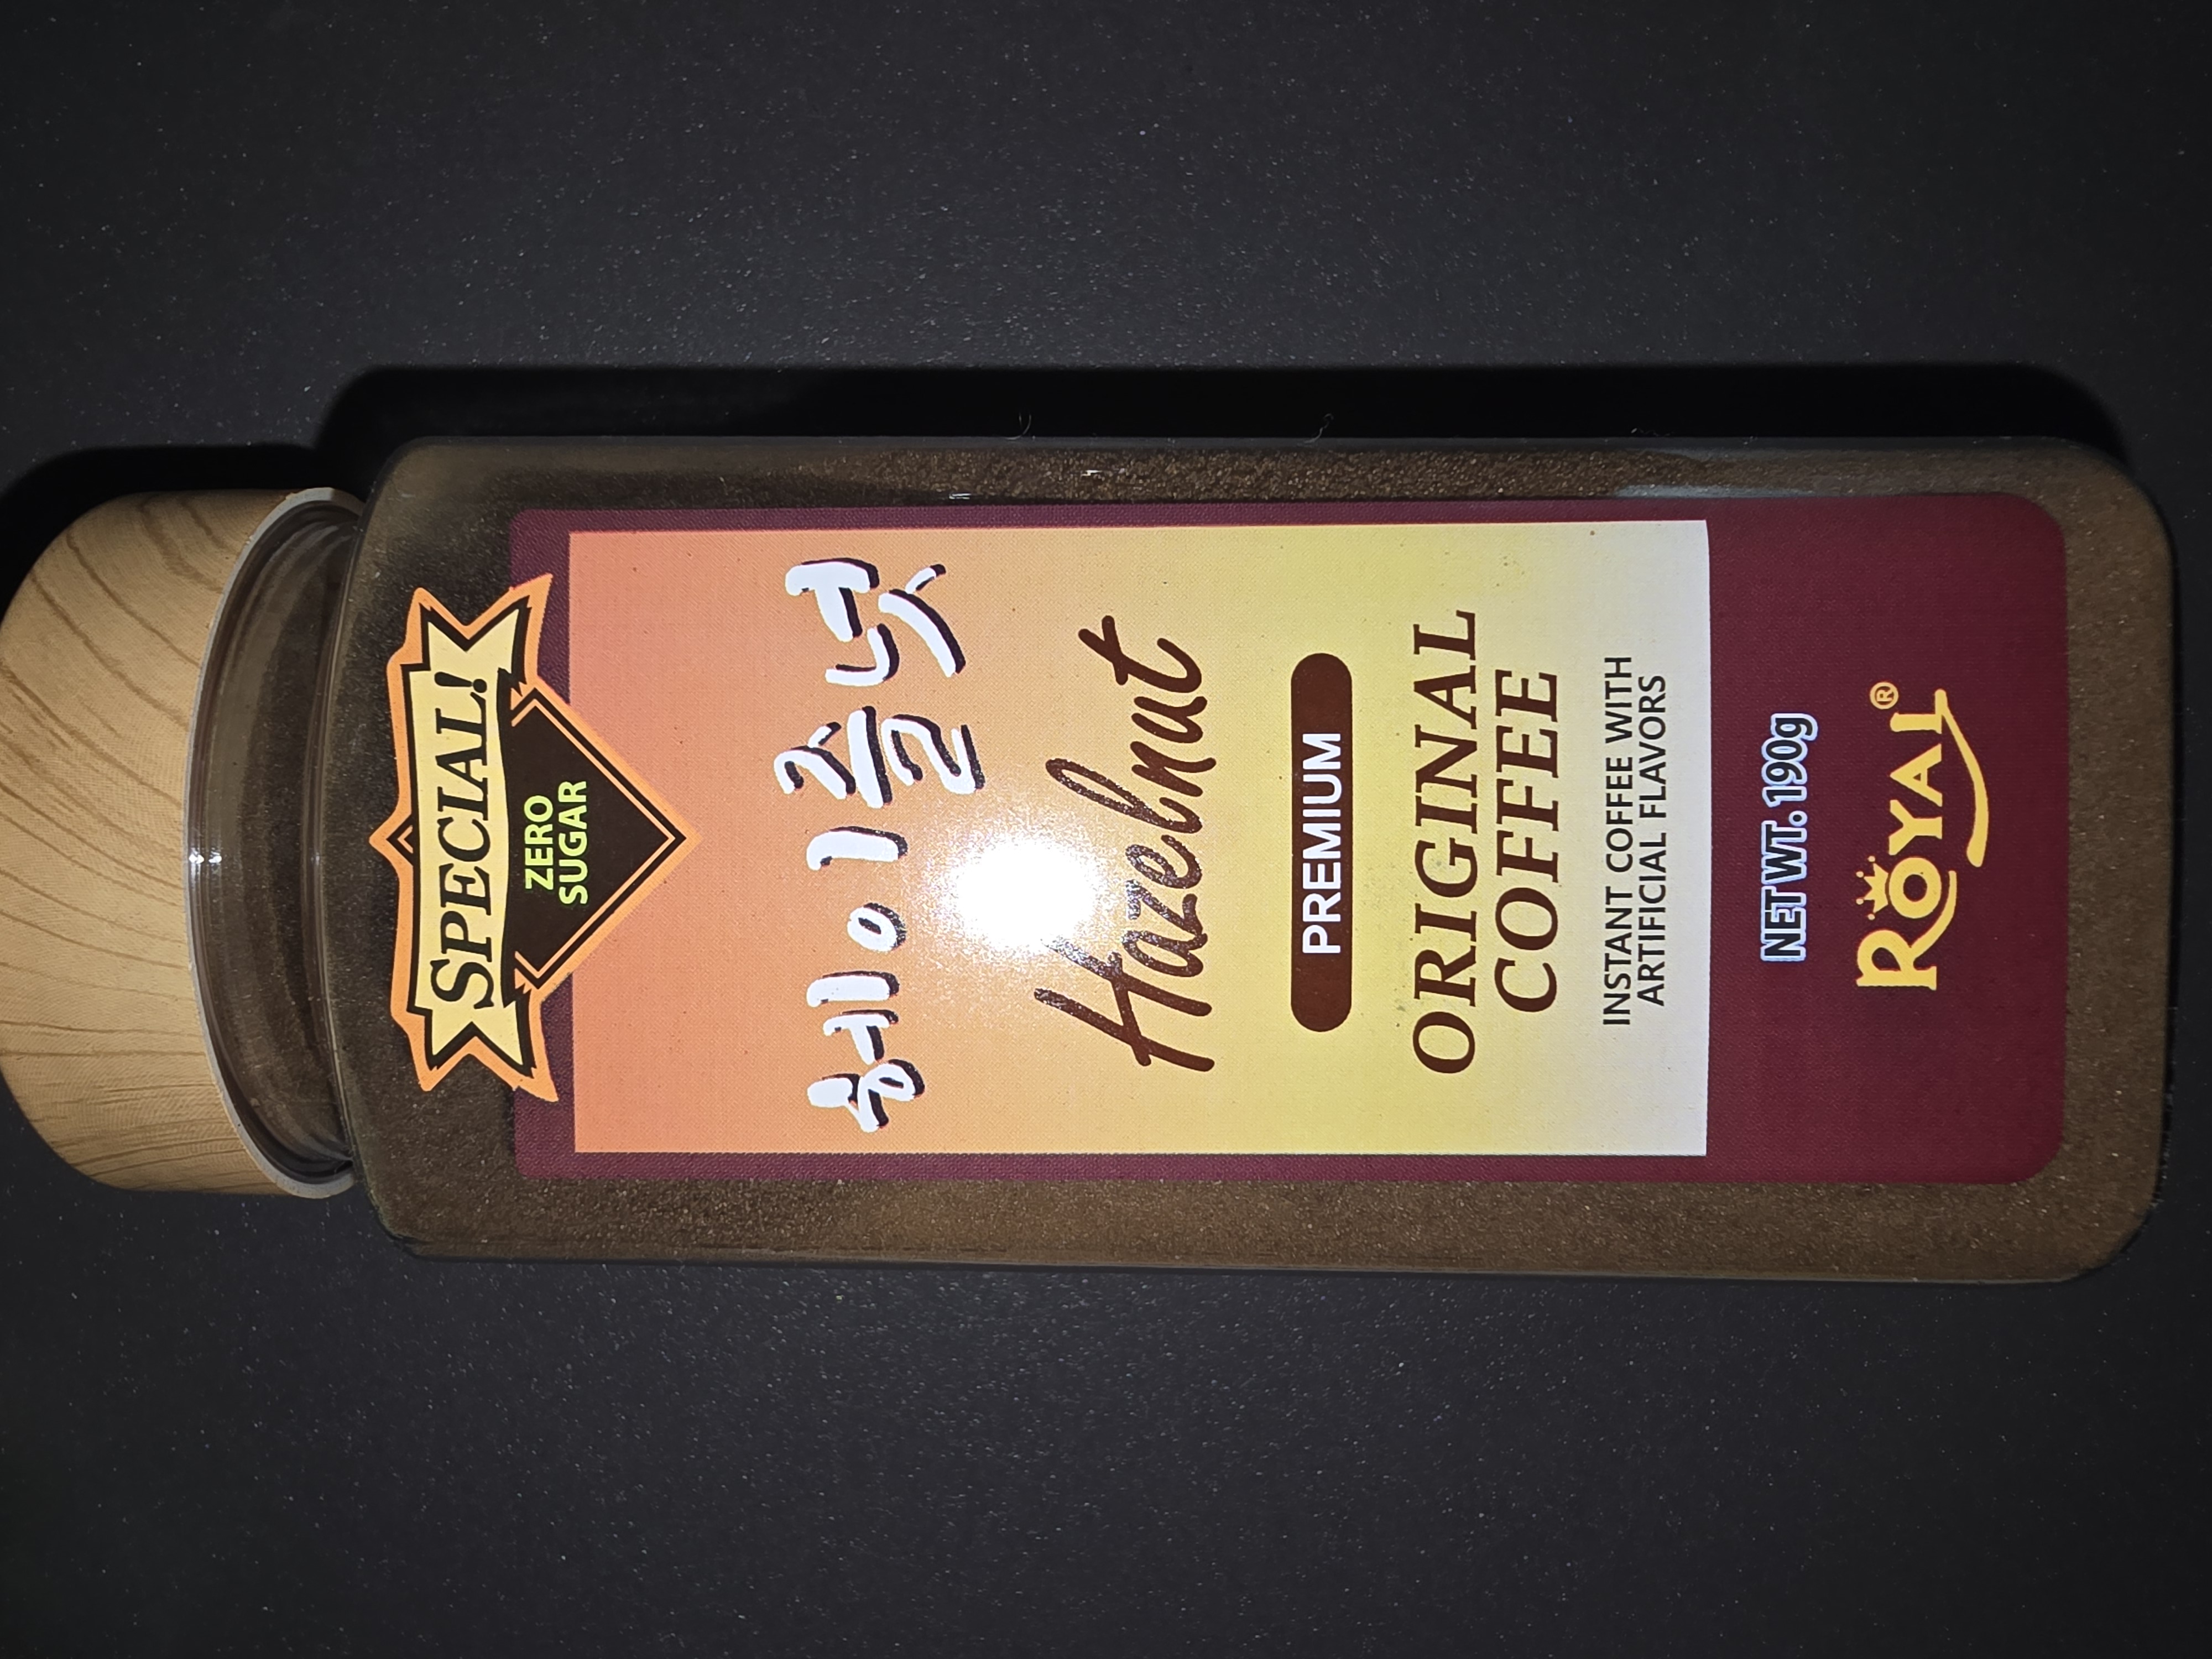 SPECIAL!
ZERO
SUGAR
헤이즐넛
Hazelnut
PREMIUM
ORIGINAL
COFFEE
INSTANT COFFEE WITH
ARTIFICIAL FLAVORS
NET WT. 190g
ROYAL®